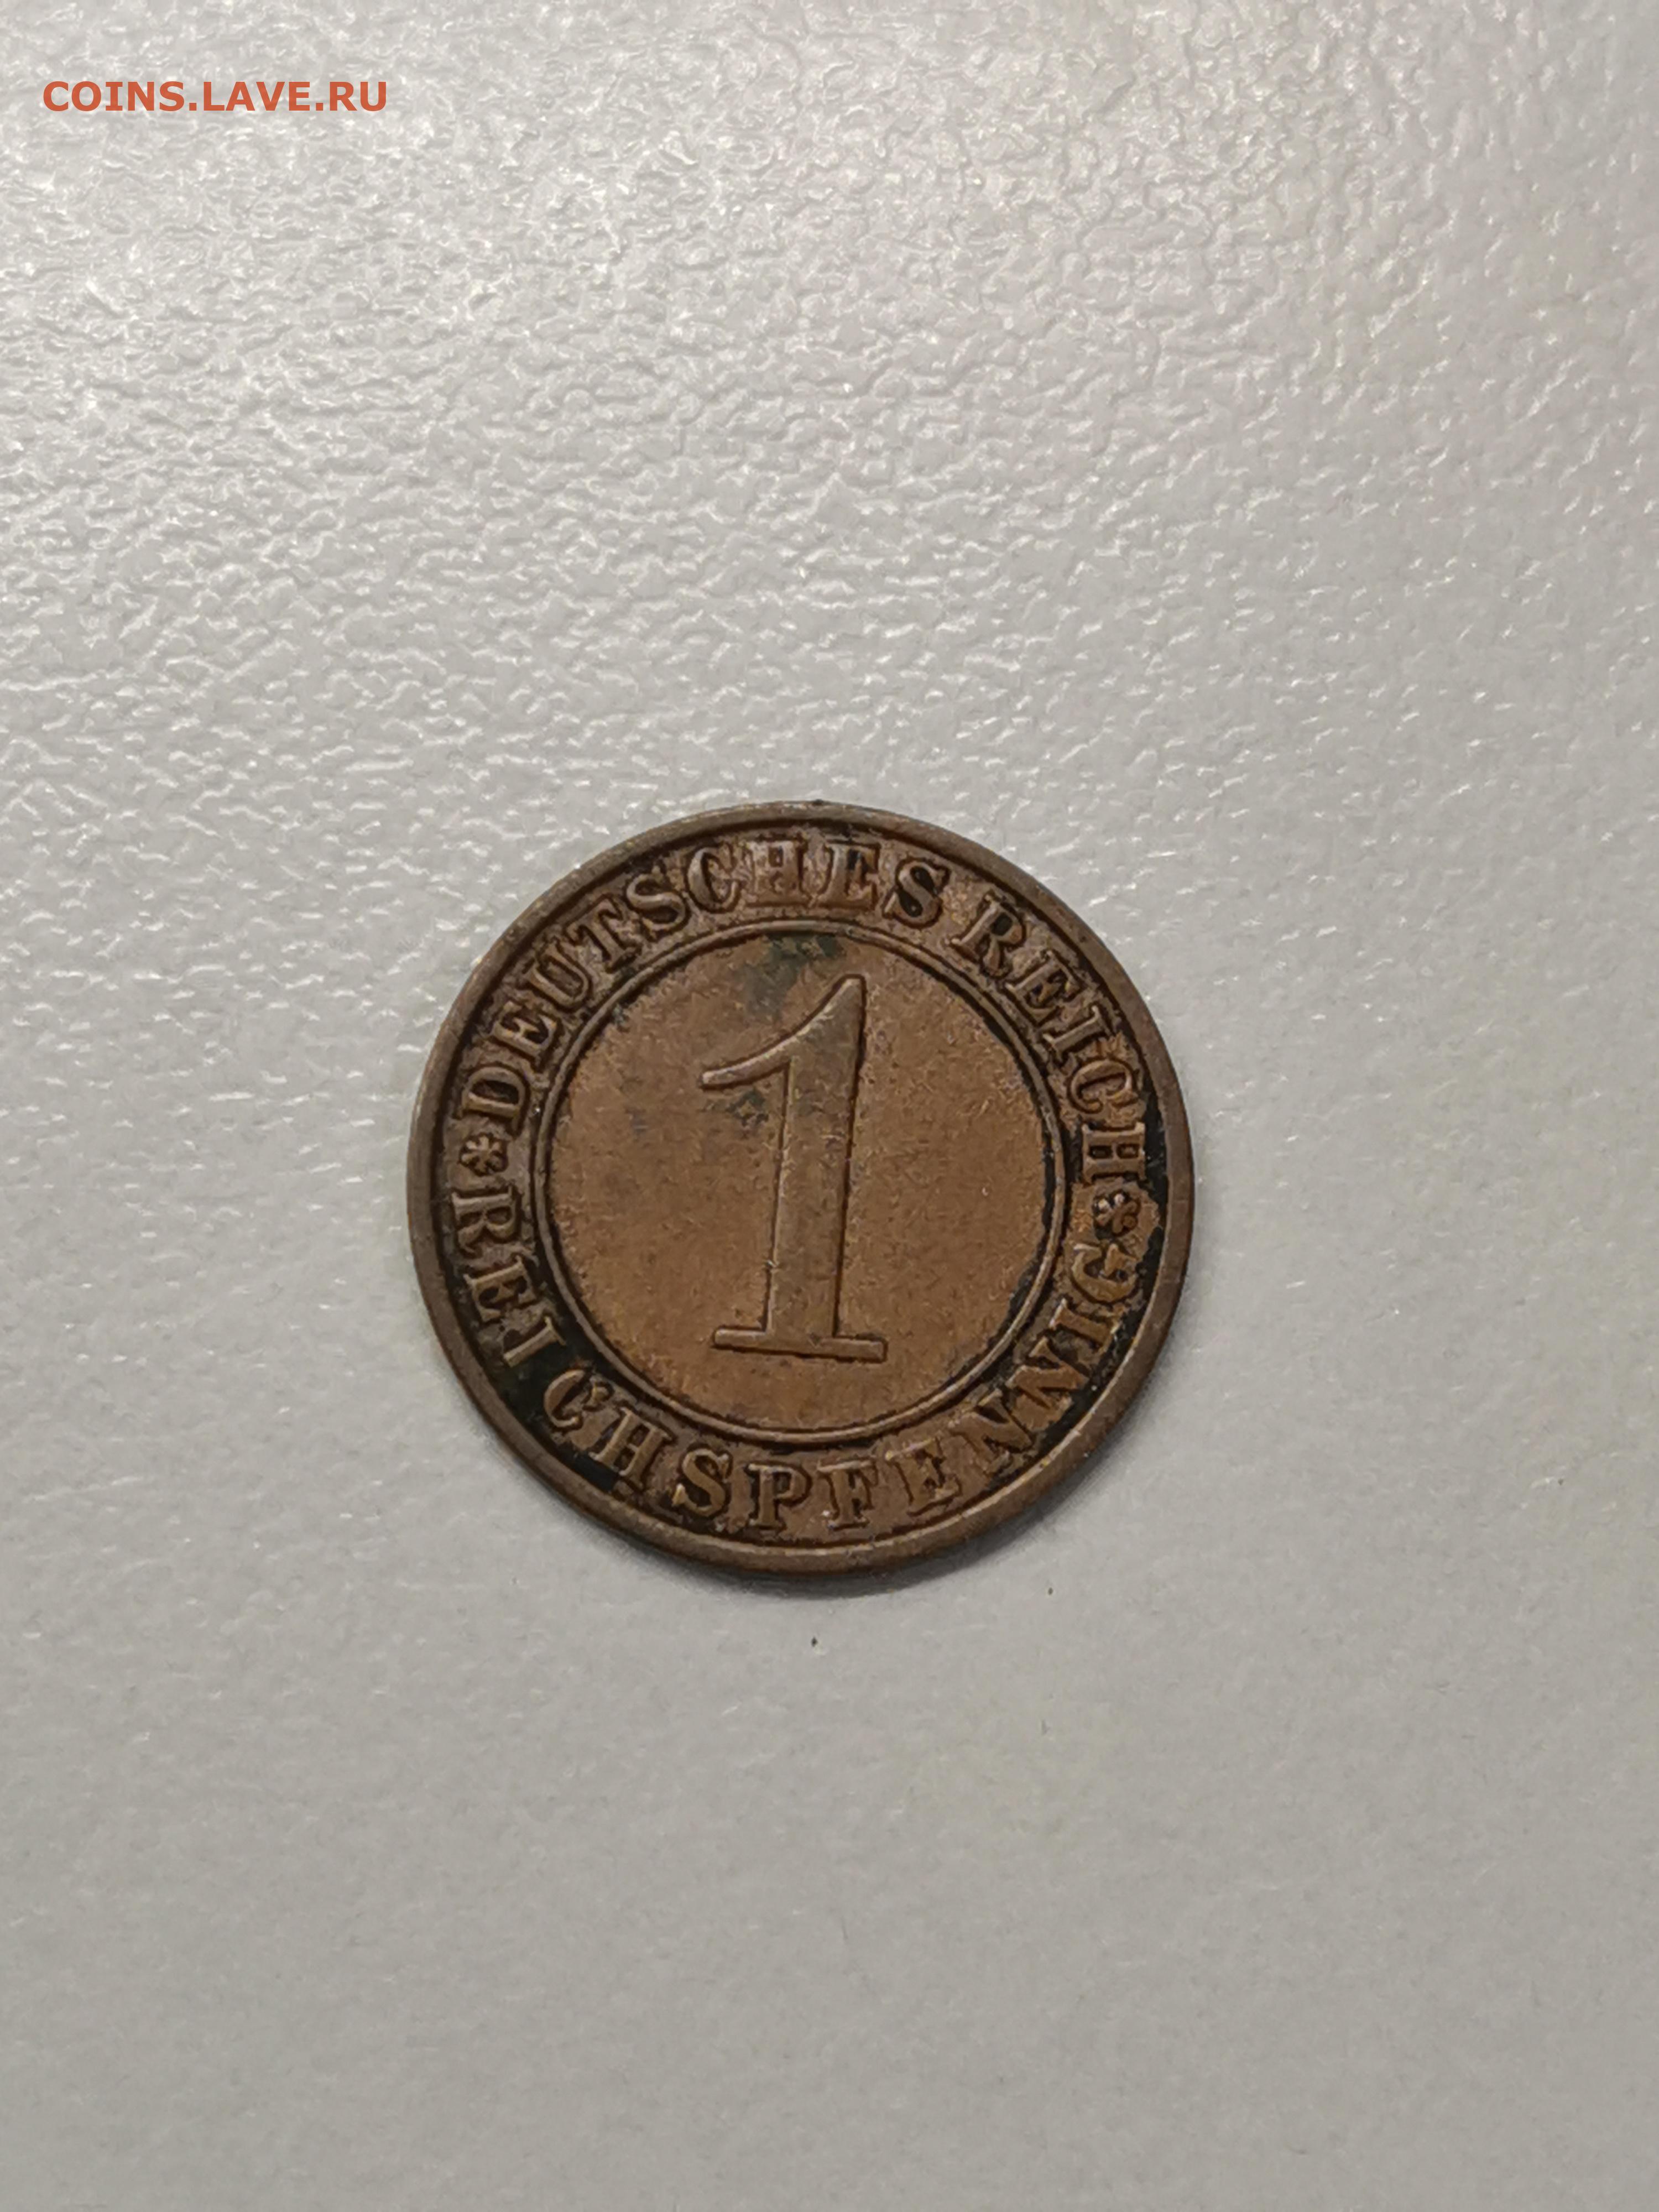 COINS.LAVE.RU
DEUTSCHES REICH
1
REICHSPFENNIG